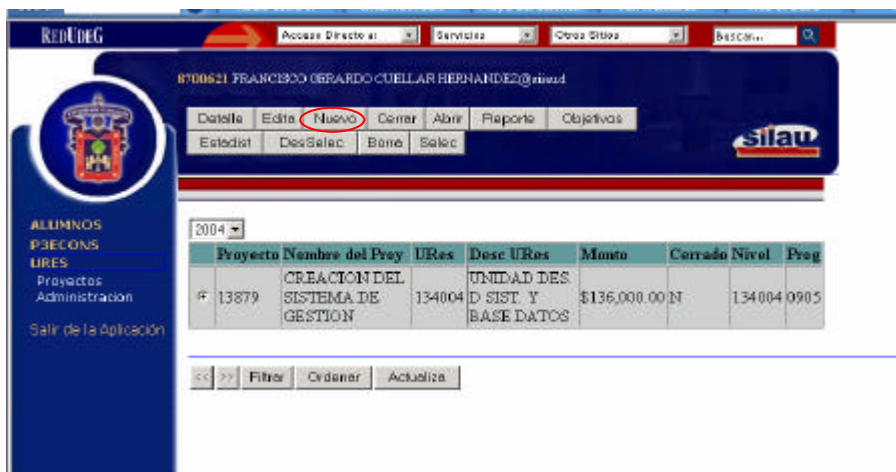 REDUDEG
Acceso Directo a: Servicios Otros Sitios Buscar...
8700621 FRANCISCO GERARDO CUELLAR HERNANDEZ@siiaud
Detalle Edita Nuevo Cerrar Abrir Reporte Objetivos
Estadist DesSelec Borra Selec
siiau
ALUMNOS
P3ECONS
URES
Proyectos
Administracion
Salir de la Aplicación
2004
Proyecto Nombre del Proy URes Desc URes Monto Cerrado Nivel Prog
13879 CREACION DEL SISTEMA DE GESTION 134004 UNIDAD DES. D SIST. Y BASE DATOS $136,000.00 N 134004 0905
<< >> Filtrar Ordenar Actualiza